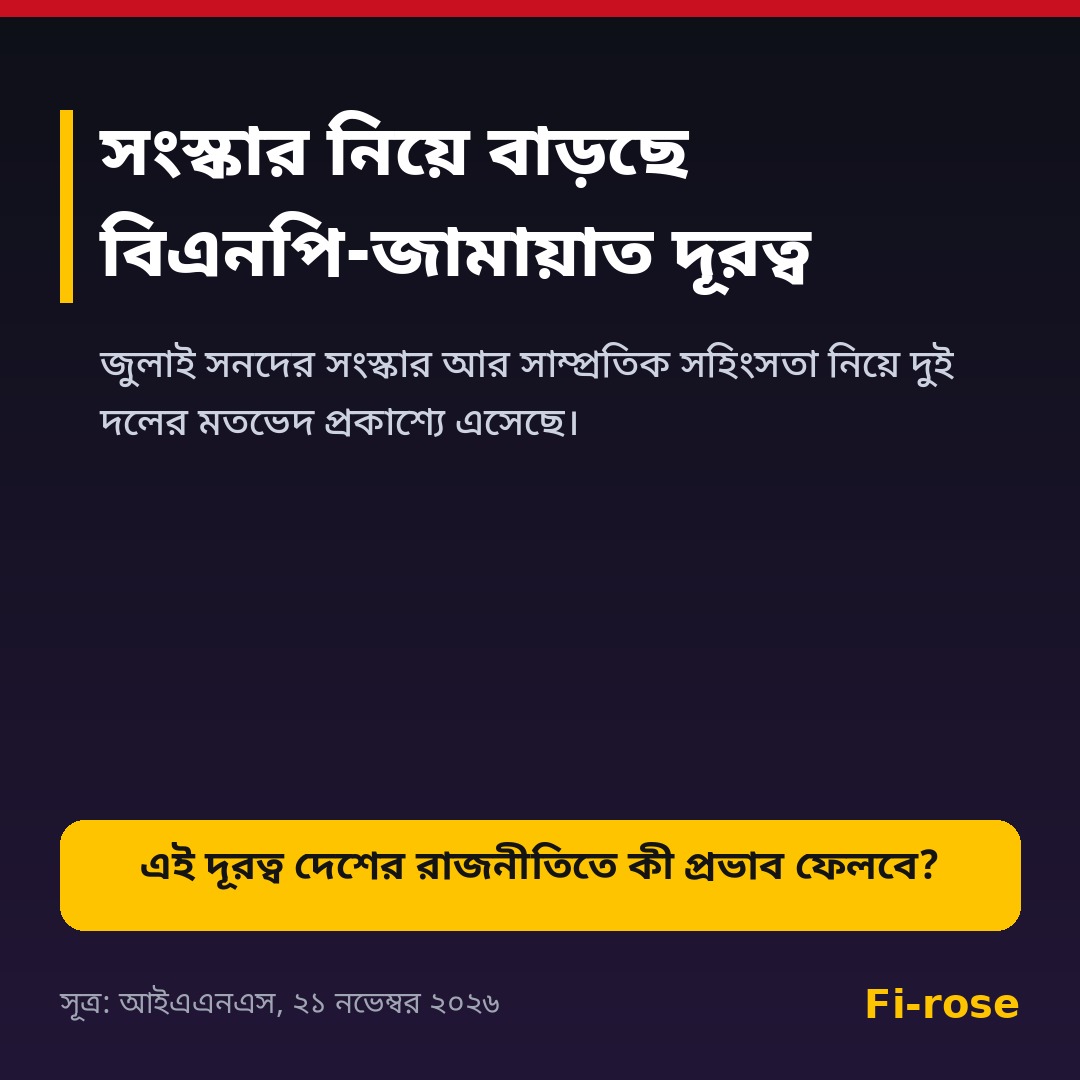 সংস্কার নিয়ে বাড়ছে
বিএনপি-জামায়াত দূরত্ব
জুলাই সনদের সংস্কার আর সাম্প্রতিক সহিংসতা নিয়ে দুই
দলের মতভেদ প্রকাশ্যে এসেছে।
এই দূরত্ব দেশের রাজনীতিতে কী প্রভাব ফেলবে?
সূত্র: আইএএনএস, ২১ নভেম্বর ২০২৬
Fi-rose